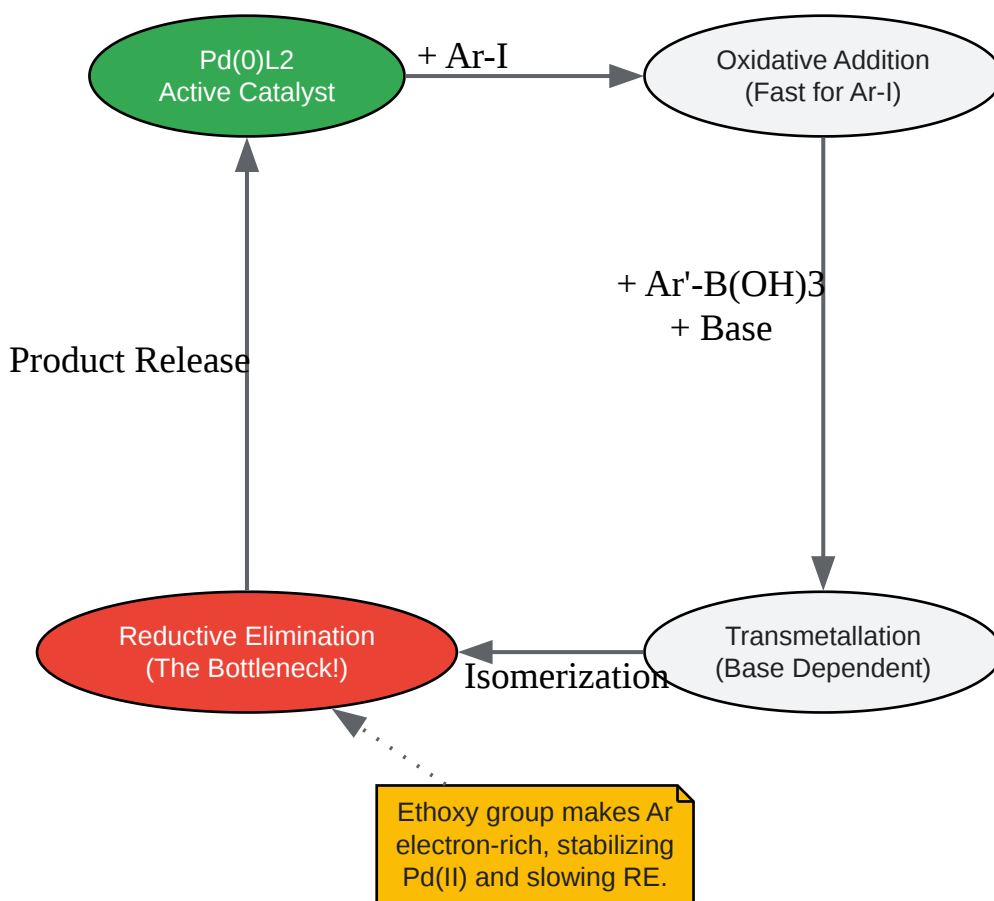 Pd(0)L2
Active Catalyst
+ Ar-I
Oxidative Addition
(Fast for Ar-I)
+ Ar'-B(OH)3
+ Base
Product Release
Reductive Elimination
(The Bottleneck!)
Isomerization
Transmetallation
(Base Dependent)
Ethoxy group makes Ar
electron-rich, stabilizing
Pd(II) and slowing RE.